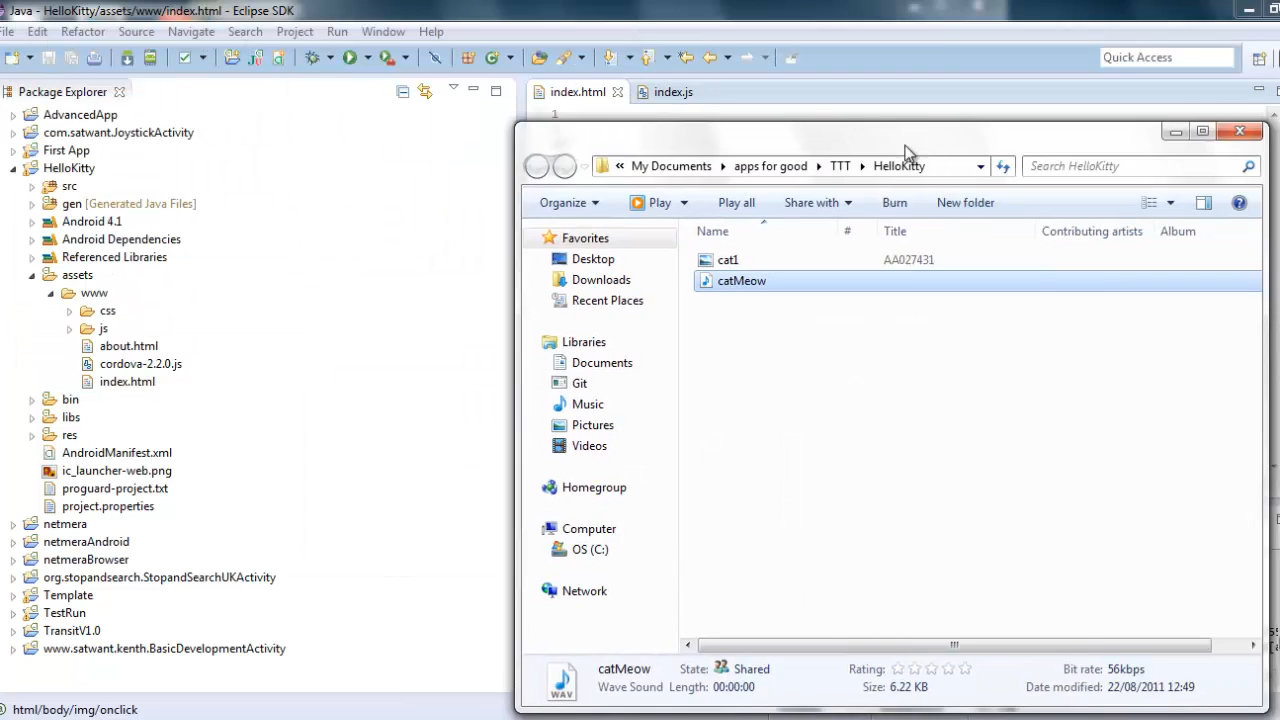 Java - HelloKitty/assets/www/index.html - Eclipse SDK
File Edit Refactor Source Navigate Search Project Run Window Help
Quick Access
Package Explorer
index.html
index.js
1
AdvancedApp
com.satwant.JoystickActivity
First App
HelloKitty
src
gen [Generated Java Files]
Android 4.1
Android Dependencies
Referenced Libraries
assets
www
css
js
about.html
cordova-2.2.0.js
index.html
bin
libs
res
AndroidManifest.xml
ic_launcher-web.png
proguard-project.txt
project.properties
netmera
netmeraAndroid
netmeraBrowser
org.stopandsearch.StopandSearchUKActivity
Template
TestRun
TransitV1.0
www.satwant.kenth.BasicDevelopmentActivity
html/body/img/onclick
« My Documents apps for good TTT HelloKitty
Search HelloKitty
Organize Play Play all Share with Burn New folder
Favorites
Desktop
Downloads
Recent Places
Libraries
Documents
Git
Music
Pictures
Videos
Homegroup
Computer
OS (C:)
Network
Name # Title Contributing artists Album
cat1 AA027431
catMeow
WAV
catMeow State: Shared Rating: Bit rate: 56kbps
Wave Sound Length: 00:00:00 Size: 6.22 KB Date modified: 22/08/2011 12:49